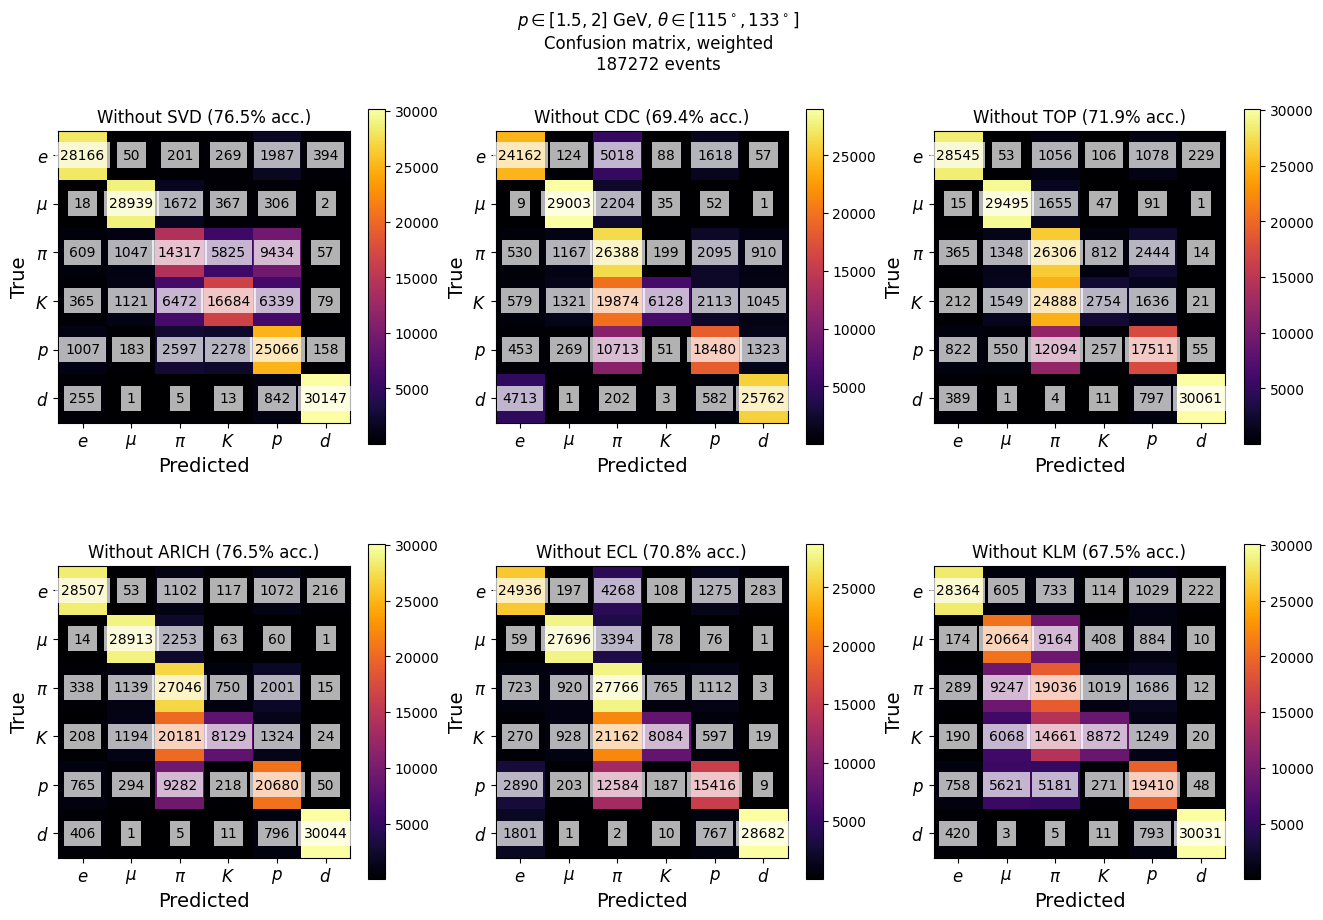 p ∈ [1.5, 2] GeV, θ ∈ [115°, 133°]
Confusion matrix, weighted
187272 events
Without SVD (76.5% acc.)
e 28166 50 201 269 1987 394
μ 18 28939 1672 367 306 2
π 609 1047 14317 5825 9434 57
K 365 1121 6472 16684 6339 79
p 1007 183 2597 2278 25066 158
d 255 1 5 13 842 30147
e μ π K p d
Predicted
True
30000
25000
20000
15000
10000
5000
Without CDC (69.4% acc.)
e 24162 124 5018 88 1618 57
μ 9 29003 2204 35 52 1
π 530 1167 26388 199 2095 910
K 579 1321 19874 6128 2113 1045
p 453 269 10713 51 18480 1323
d 4713 1 202 3 582 25762
e μ π K p d
Predicted
True
25000
20000
15000
10000
5000
Without TOP (71.9% acc.)
e 28545 53 1056 106 1078 229
μ 15 29495 1655 47 91 1
π 365 1348 26306 812 2444 14
K 212 1549 24888 2754 1636 21
p 822 550 12094 257 17511 55
d 389 1 4 11 797 30061
e μ π K p d
Predicted
True
30000
25000
20000
15000
10000
5000
Without ARICH (76.5% acc.)
e 28507 53 1102 117 1072 216
μ 14 28913 2253 63 60 1
π 338 1139 27046 750 2001 15
K 208 1194 20181 8129 1324 24
p 765 294 9282 218 20680 50
d 406 1 5 11 796 30044
e μ π K p d
Predicted
True
30000
25000
20000
15000
10000
5000
Without ECL (70.8% acc.)
e 24936 197 4268 108 1275 283
μ 59 27696 3394 78 76 1
π 723 920 27766 765 1112 3
K 270 928 21162 8084 597 19
p 2890 203 12584 187 15416 9
d 1801 1 2 10 767 28682
e μ π K p d
Predicted
True
25000
20000
15000
10000
5000
Without KLM (67.5% acc.)
e 28364 605 733 114 1029 222
μ 174 20664 9164 408 884 10
π 289 9247 19036 1019 1686 12
K 190 6068 14661 8872 1249 20
p 758 5621 5181 271 19410 48
d 420 3 5 11 793 30031
e μ π K p d
Predicted
True
30000
25000
20000
15000
10000
5000